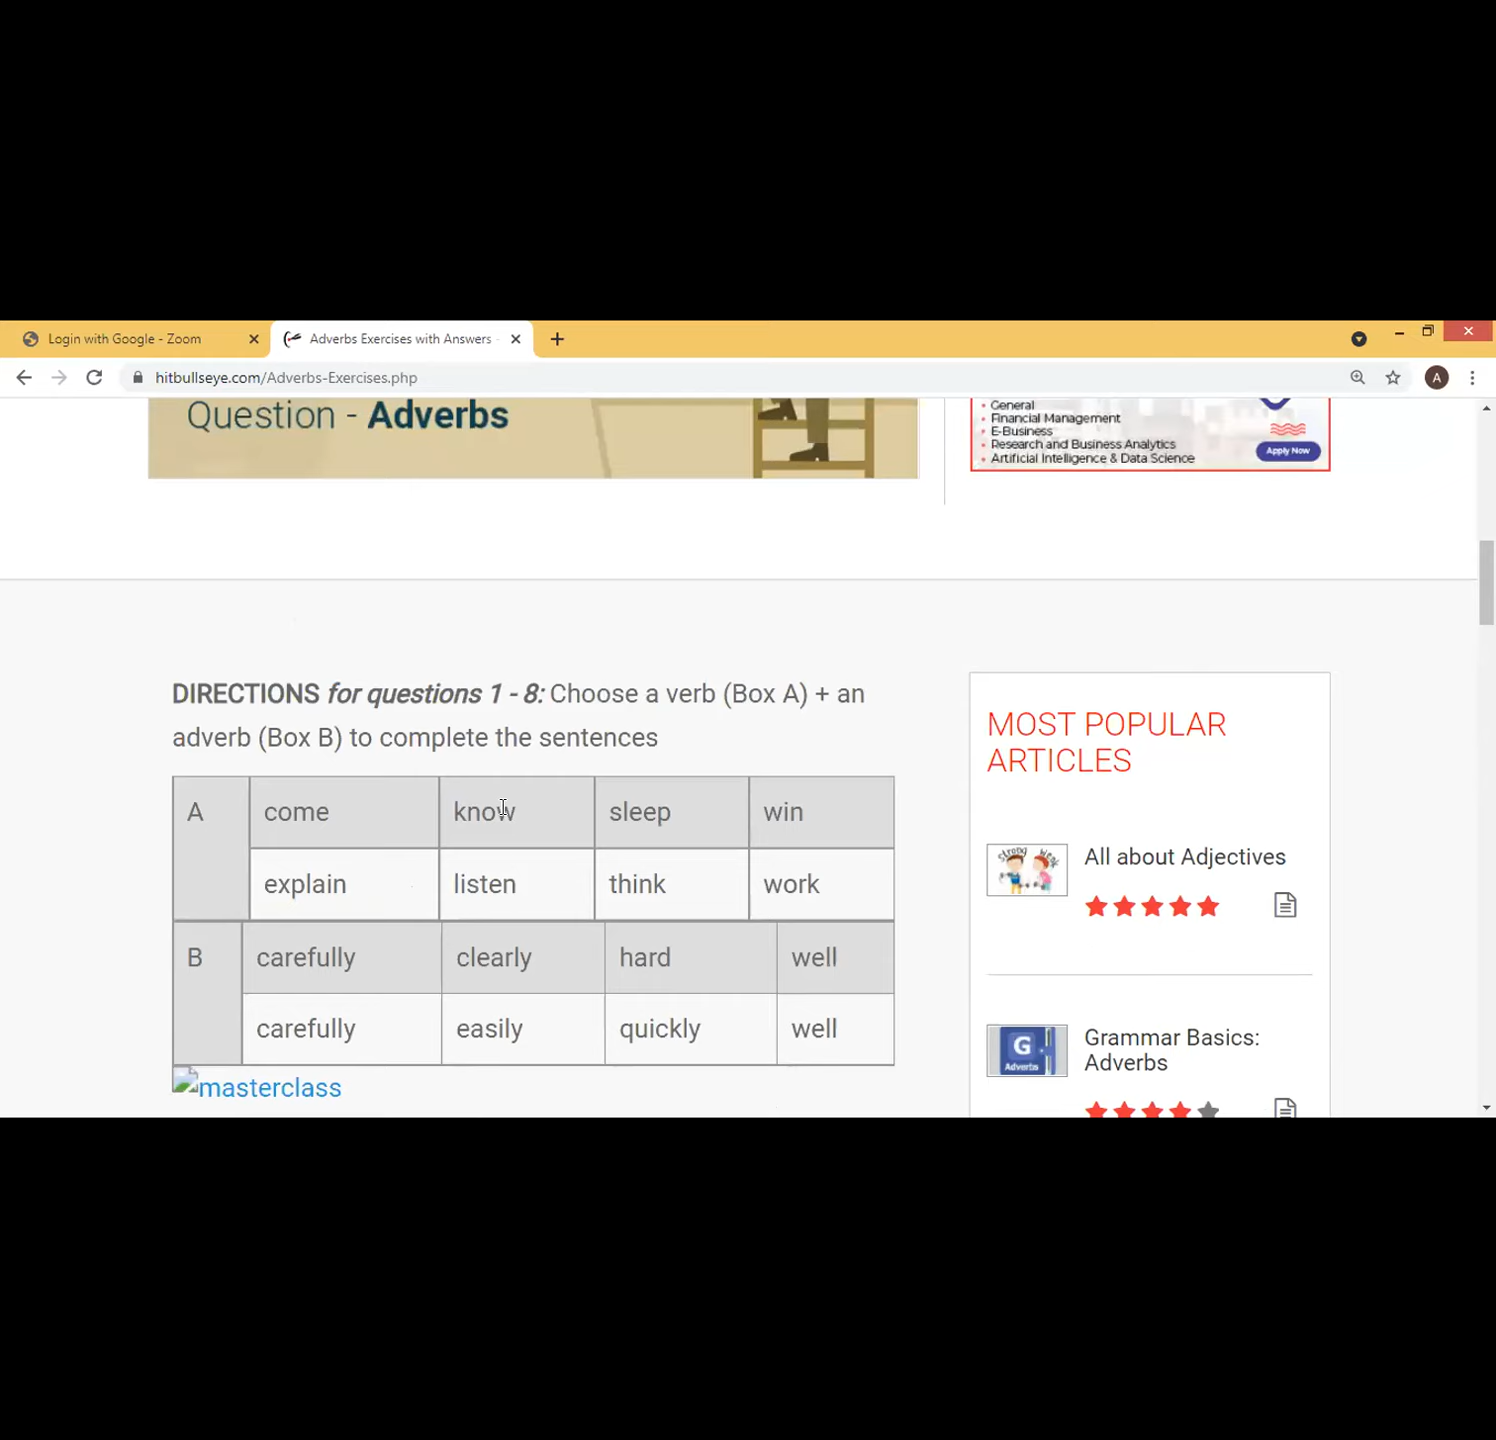 Login with Google - Zoom
Adverbs Exercises with Answers
hitbullseye.com/Adverbs-Exercises.php
A
Question - Adverbs
General
Financial Management
E-Business
Research and Business Analytics
Artificial Intelligence & Data Science
Apply Now
DIRECTIONS for questions 1 - 8: Choose a verb (Box A) + an
adverb (Box B) to complete the sentences
A come know sleep win
explain listen think work
B carefully clearly hard well
carefully easily quickly well
masterclass
MOST POPULAR
ARTICLES
Strong Weak
All about Adjectives
G
Adverbs
Grammar Basics:
Adverbs